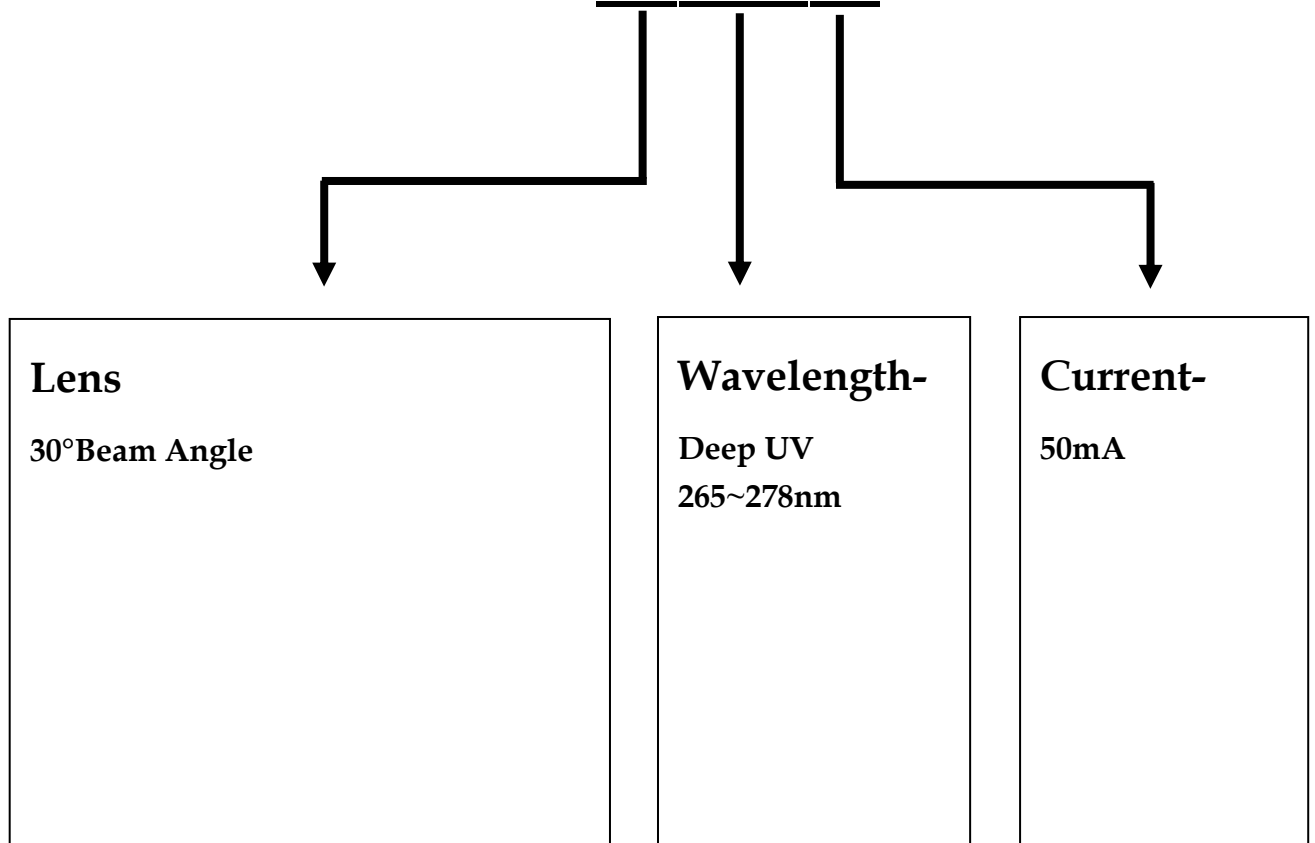 Lens
30°Beam Angle
Wavelength-
Deep UV
265~278nm
Current-
50mA